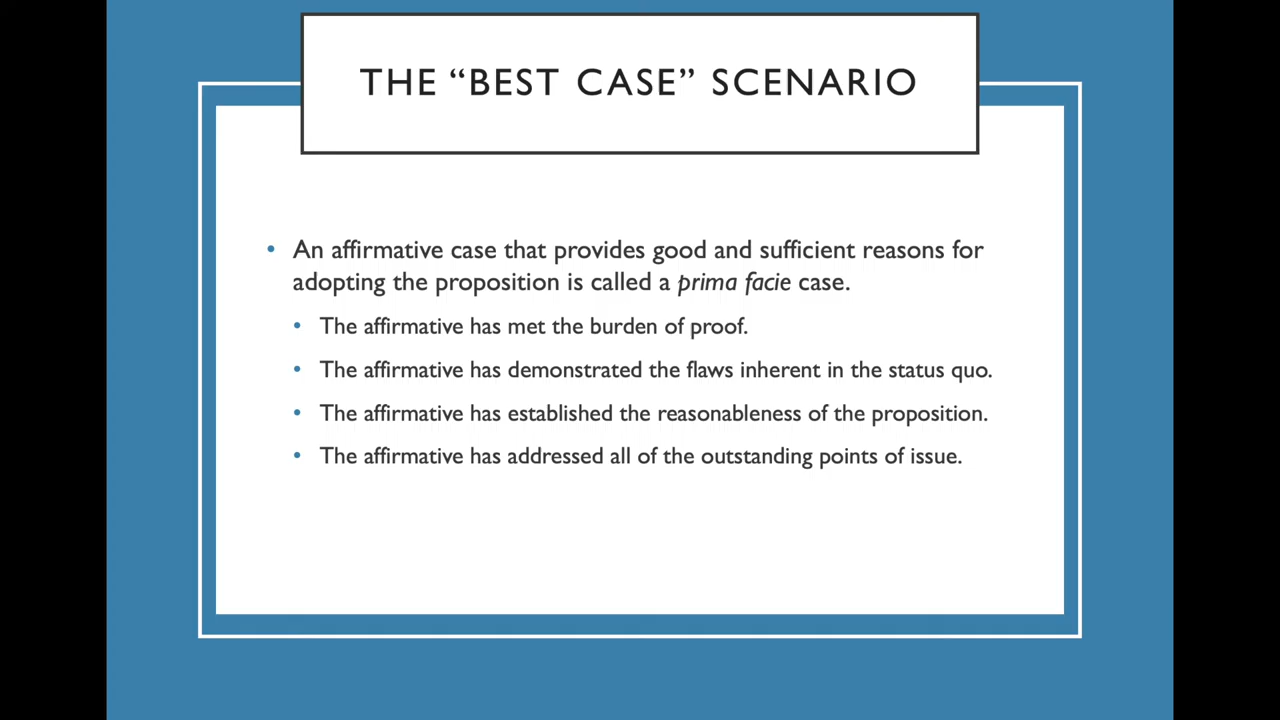 THE “BEST CASE” SCENARIO
• An affirmative case that provides good and sufficient reasons for
adopting the proposition is called a prima facie case.
• The affirmative has met the burden of proof.
• The affirmative has demonstrated the flaws inherent in the status quo.
• The affirmative has established the reasonableness of the proposition.
• The affirmative has addressed all of the outstanding points of issue.